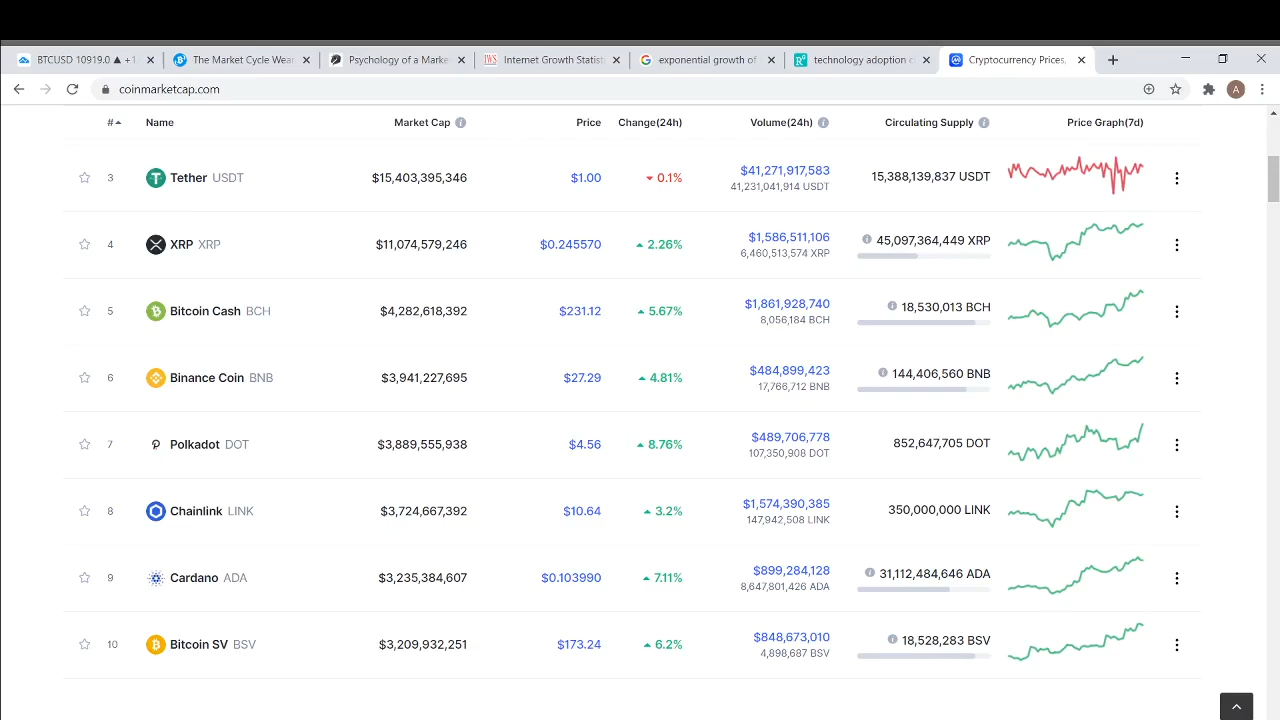 BTCUSD 10 ▲ +1
The Market
Psychology of a Marke
IWS Internet Growth Statist
exponential growth of
technology adoption c
Cryptocurrency Prices,
coinmarketcap.com
A
# Name Market Cap Price Change(24h) Volume(24h) Circulating Supply Price Graph(7d)
3 Tether USDT $15,403,395,346 $1.00 0.1% $41,271,917,583 15,388,139,837 USDT
41,231,041,914 USDT
4 XRP XRP $11,074,579,246 $0.245570 2.26% $1,586,511,106 45,097,364,449 XRP
6,460,513,574 XRP
5 Bitcoin Cash BCH $4,282,618,392 $231.12 5.67% $1,861,928,740 18,530,013 BCH
8,056,184 BCH
6 Binance Coin BNB $3,941,227,695 $27.29 4.81% $484,899,423 144,406,560 BNB
17,766,712 BNB
7 Polkadot DOT $3,889,555,938 $4.56 8.76% $489,706,778 852,647,705 DOT
107,350,908 DOT
8 Chainlink LINK $3,724,667,392 $10.64 3.2% $1,574,390,385 350,000,000 LINK
147,942,508 LINK
9 Cardano ADA $3,235,384,607 $0.103990 7.11% $899,284,128 31,112,484,646 ADA
8,647,801,426 ADA
10 Bitcoin SV BSV $3,209,932,251 $173.24 6.2% $848,673,010 18,528,283 BSV
4,898,687 BSV